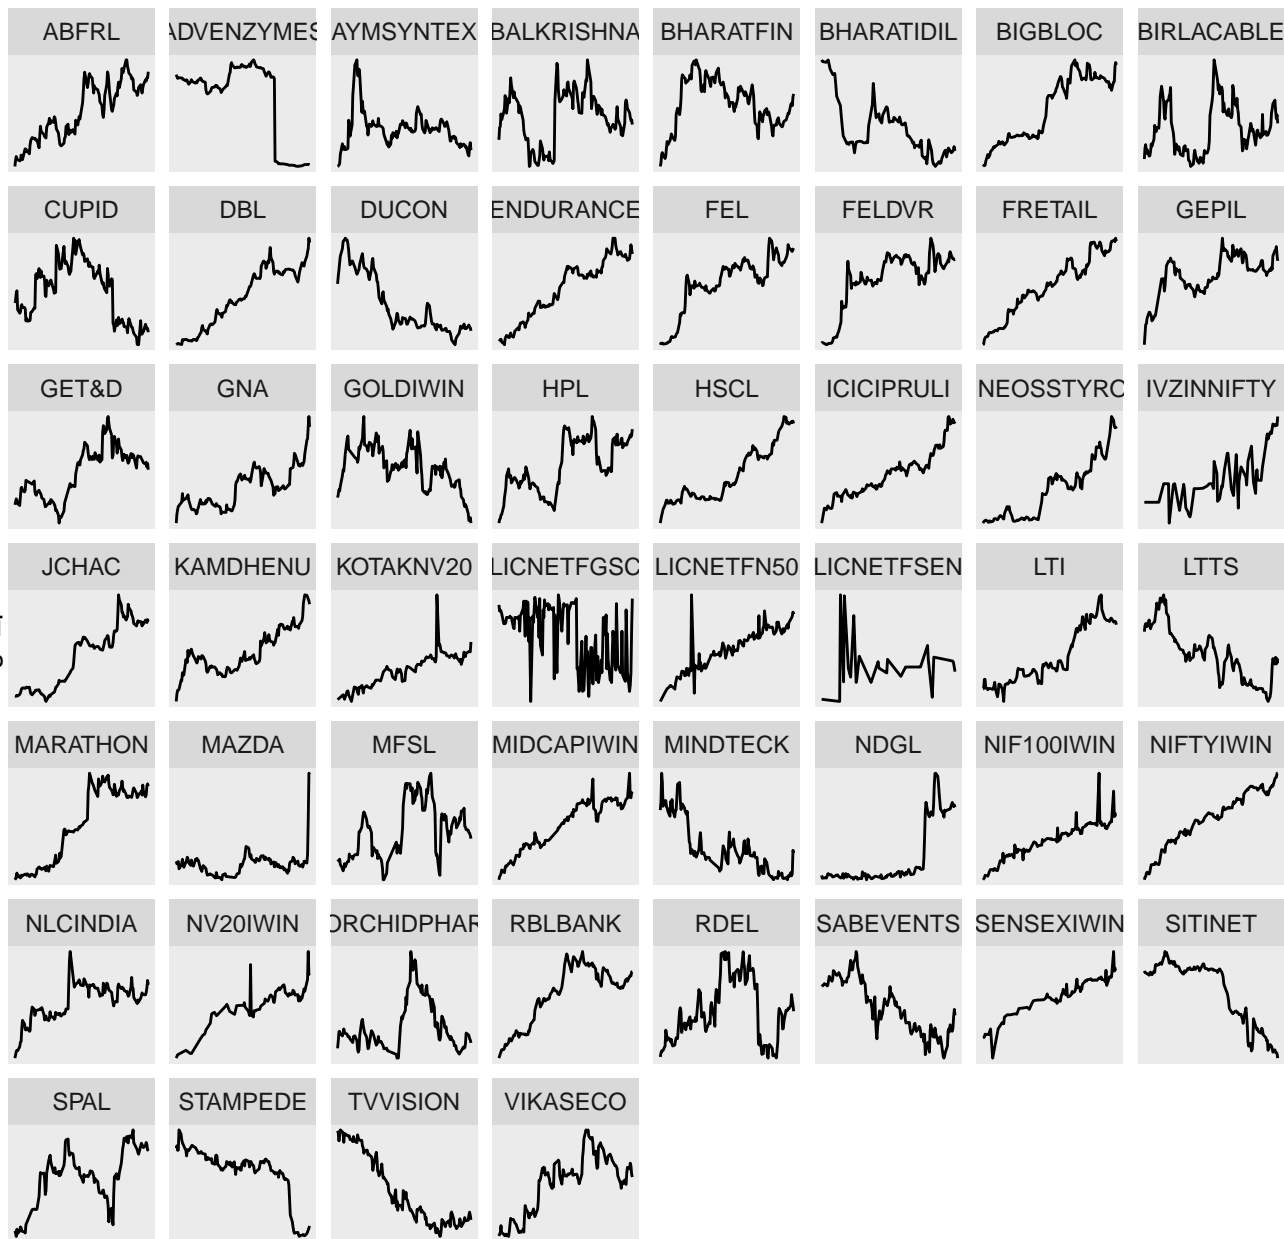 ABFRL
ADVENZYMES
AYMSYNTEX
BALKRISHNA
BHARATFIN
BHARATIDIL
BIGBLOC
BIRLACABLE
CUPID
DBL
DUCON
ENDURANCE
FEL
FELDVR
FRETAIL
GEPIL
GET&D
GNA
GOLDIWIN
HPL
HSCL
ICICIPRULI
NEOSSTYRO
IVZINNIFTY
JCHAC
KAMDHENU
KOTAKNV20
LICNETFGSC
LICNETFN50
LICNETFSEN
LTI
LTTS
MARATHON
MAZDA
MFSL
MIDCAPIWIN
MINDTECK
NDGL
NIF100IWIN
NIFTYIWIN
NLCINDIA
NV20IWIN
ORCHIDPHAR
RBLBANK
RDEL
SABEVENTS
SENSEXIWIN
SITINET
SPAL
STAMPEDE
TVVISION
VIKASECO